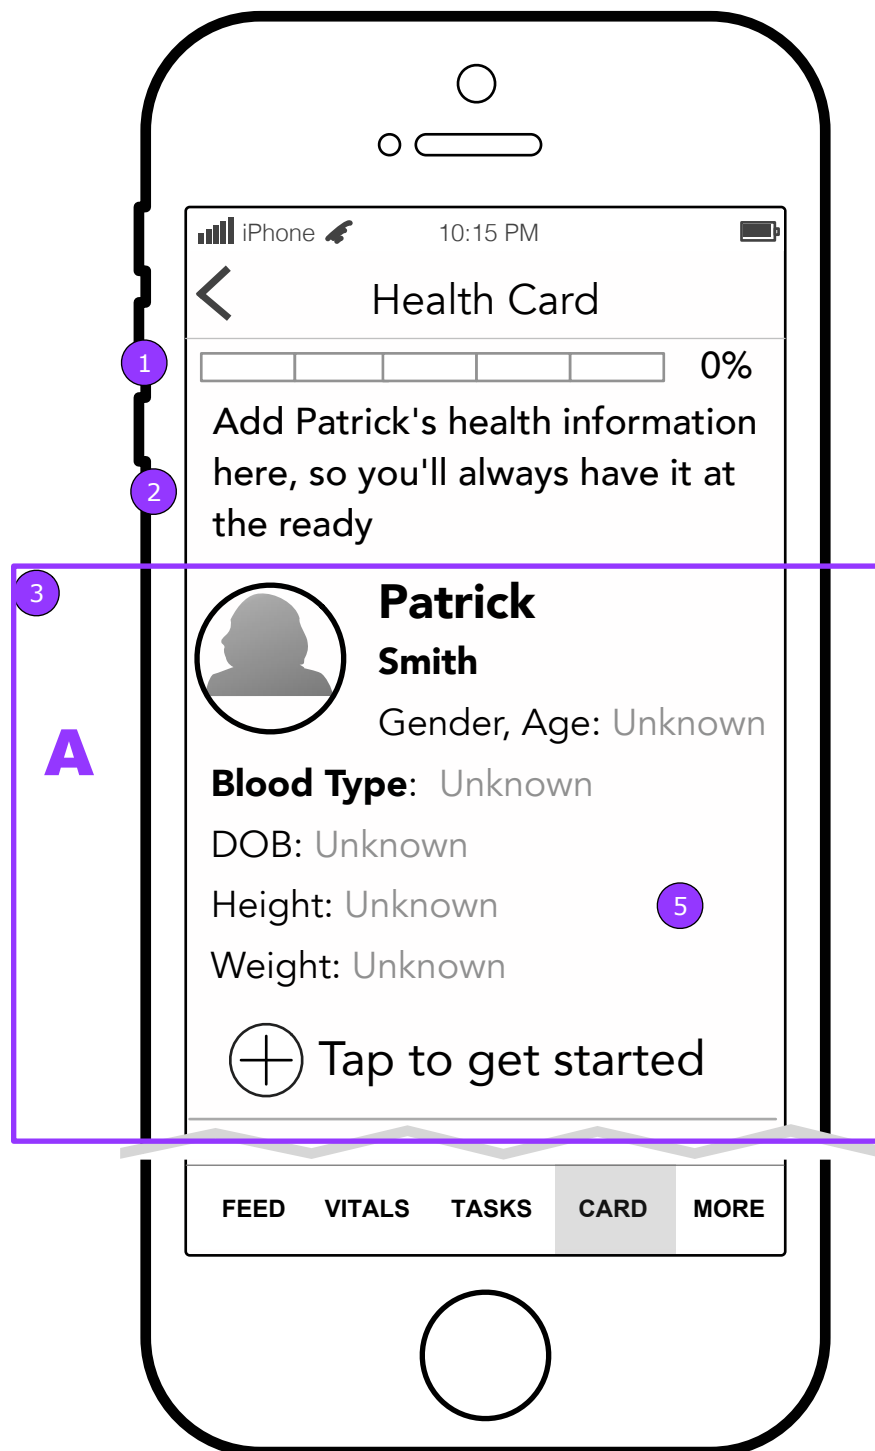 iPhone 10:15 PM
Health Card
1
0%
Add Patrick's health information
2
here, so you'll always have it at
the ready
3
Patrick
Smith
Gender, Age: Unknown
A
Blood Type: Unknown
DOB: Unknown
Height: Unknown
5
Weight: Unknown
Tap to get started
FEED VITALS TASKS CARD MORE